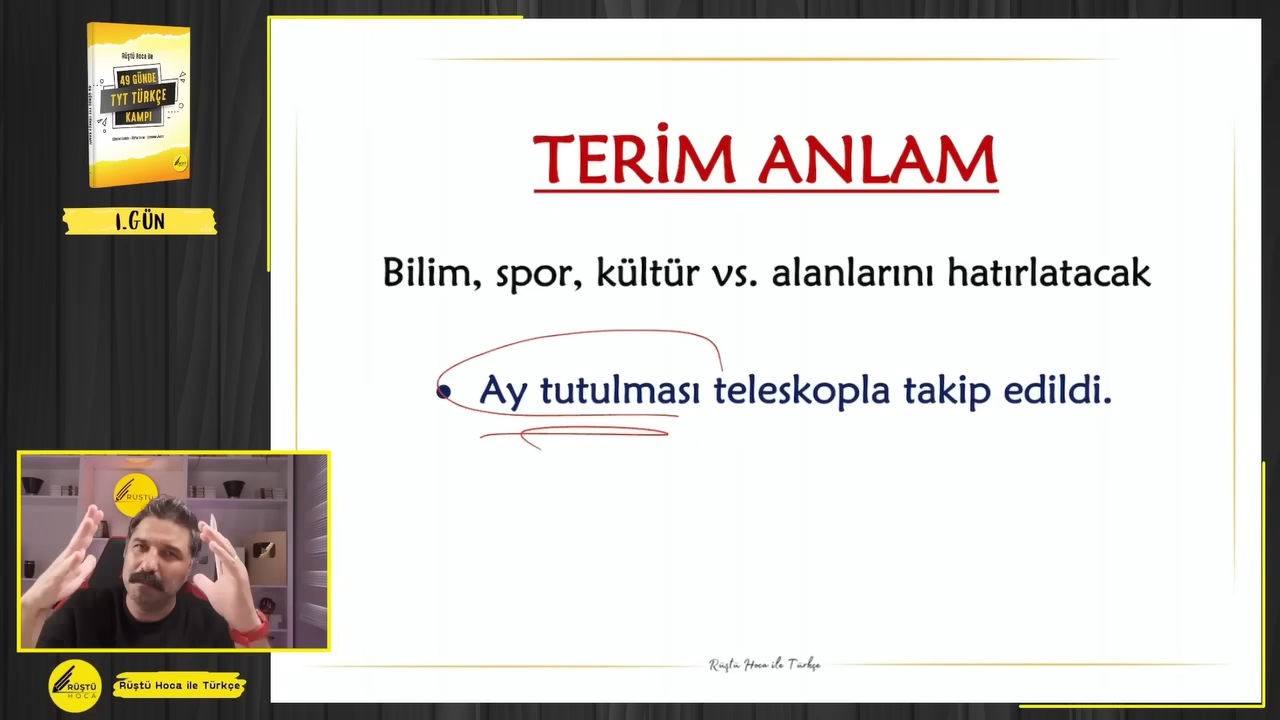 Rüştü Hoca ile
49 GÜNDE
TYT TÜRKÇE
KAMPI
1.GÜN
TERİM ANLAM
Bilim, spor, kültür vs. alanlarını hatırlatacak
• Ay tutulması teleskopla takip edildi.
RÜŞTÜ
RÜŞTÜ
HOCA
Rüştü Hoca ile Türkçe
Rüştü Hoca ile Türkçe